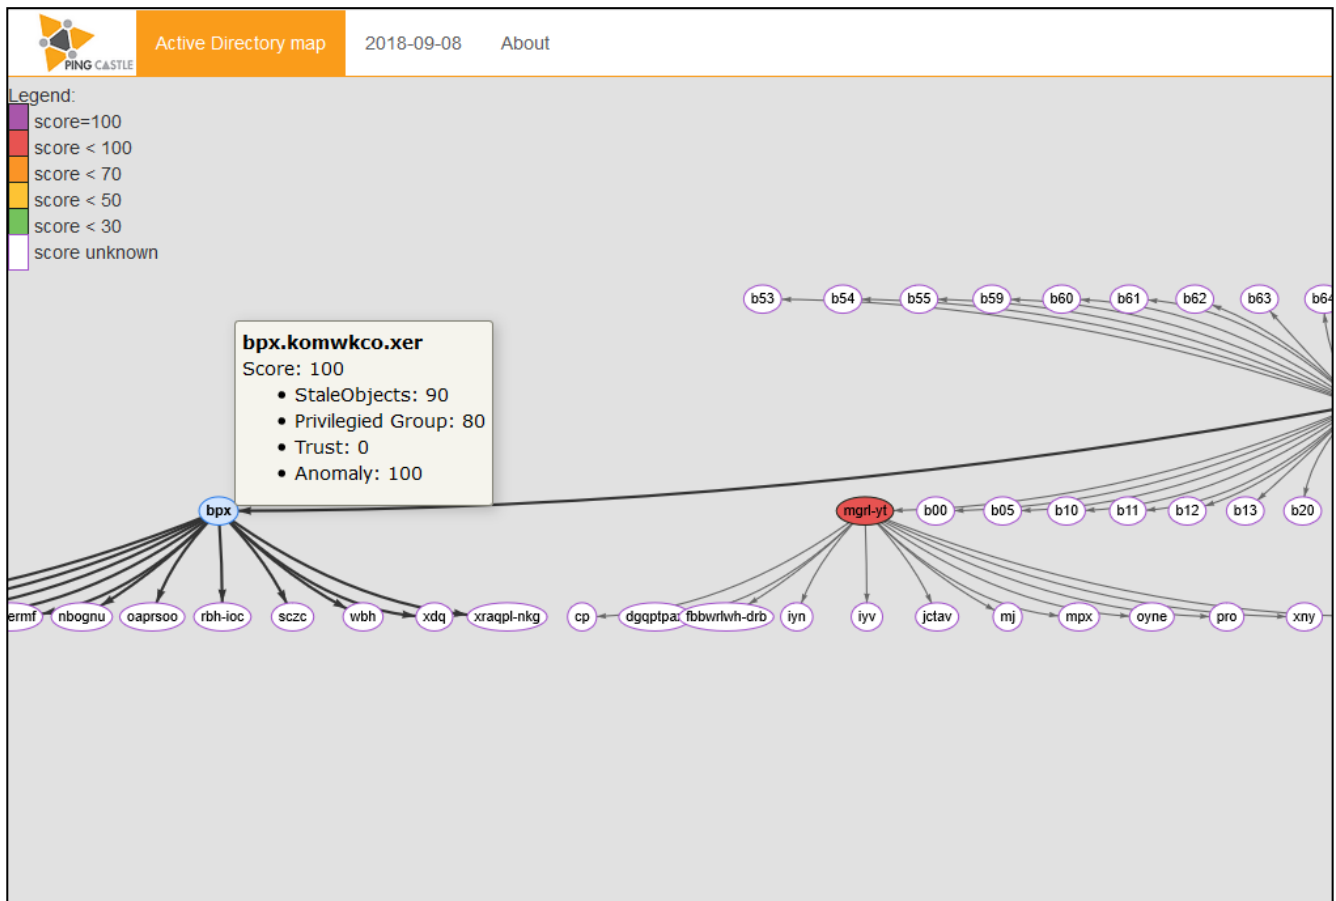 PING CASTLE
Active Directory map
2018-09-08
About
Legend:
score=100
score < 100
score < 70
score < 50
score < 30
score unknown
b53
b54
b55
b59
b60
b61
b62
b63
b64
bpx.komwkco.xer
Score: 100
• StaleObjects: 90
• Privilegied Group: 80
• Trust: 0
• Anomaly: 100
bpx
mgrl-yt
b00
b05
b10
b11
b12
b13
b20
ermf
nbognu
oaprsoo
rbh-ioc
sczc
wbh
xdq
xraqpl-nkg
cp
fbbwrlwh-drb
iyn
iyv
jctav
mj
mpx
oyne
pro
xny